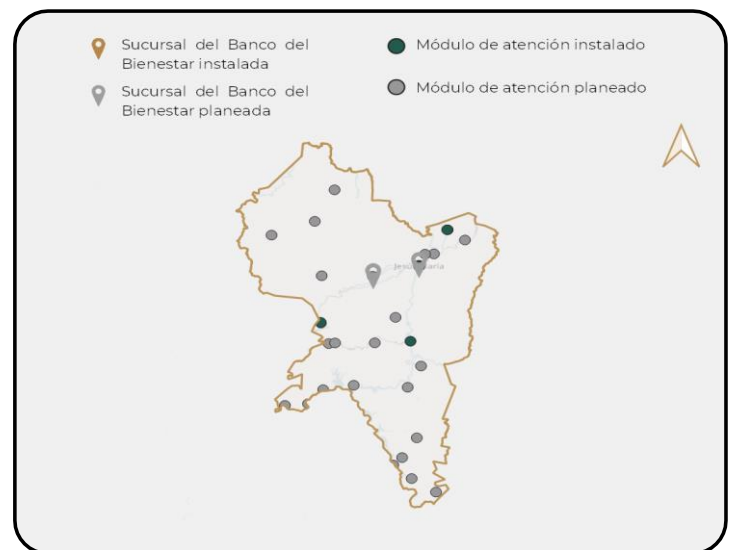 Sucursal del Banco del
Bienestar instalada
Sucursal del Banco del
Bienestar planeada
Módulo de atención instalado
Módulo de atención planeado